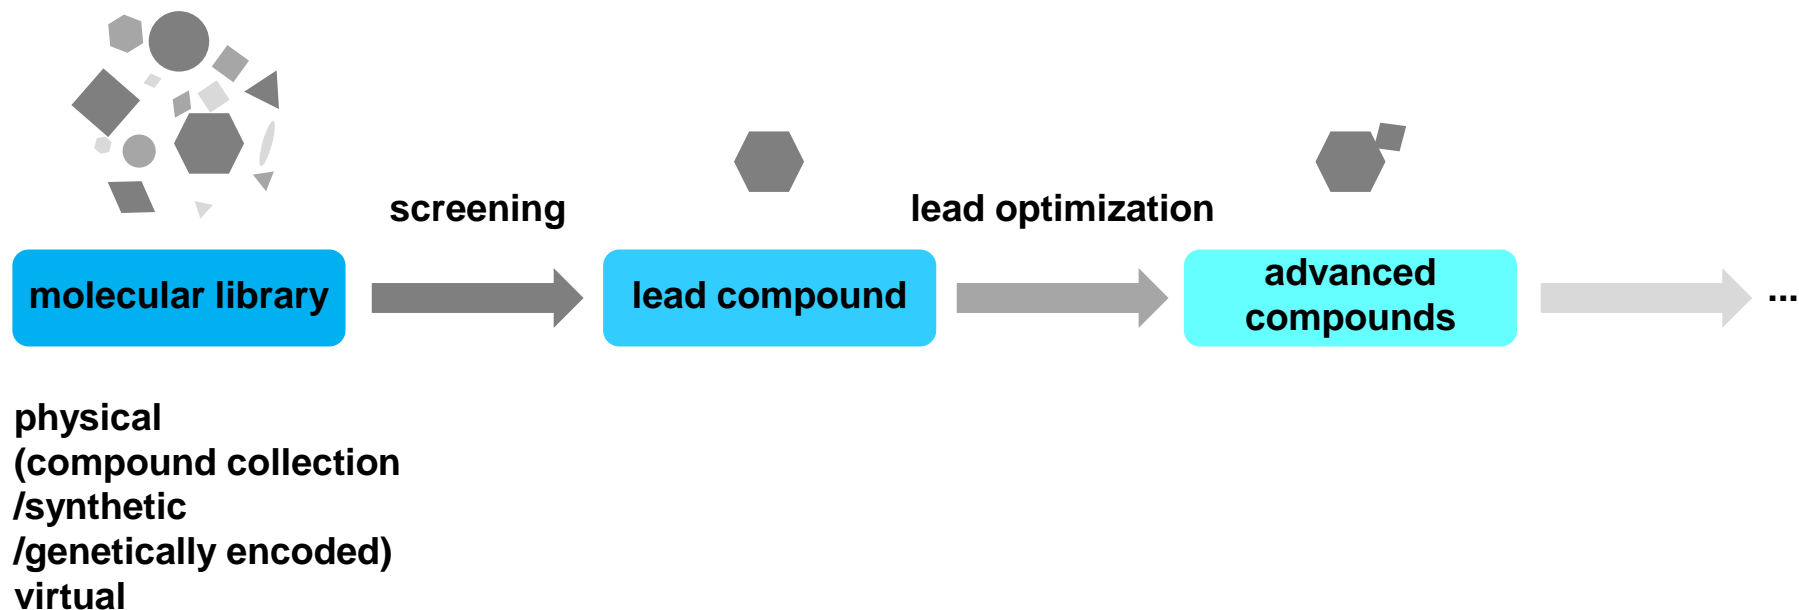 screening
lead optimization
molecular library
lead compound
advanced
compounds
...
physical
(compound collection
/synthetic
/genetically encoded)
virtual